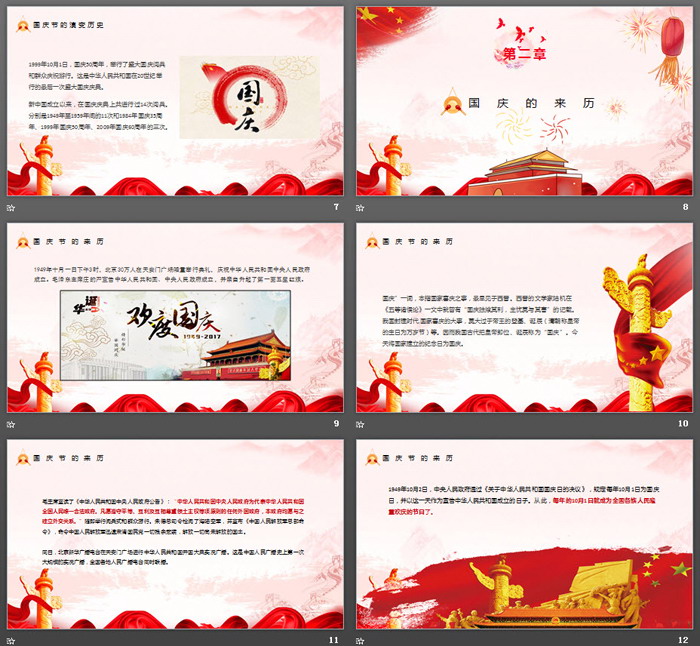 国庆节的演变历史
1999年10月1日，国庆50周年，举行了盛大国庆阅兵
和群众庆祝游行。这是中华人民共和国在20世纪举
行的最后一次盛大国庆庆典。
新中国成立以来，在国庆庆典上共进行过14次阅兵。
分别是1949年至1959年间的11次和1984年国庆35周
年、1999年国庆50周年、2009年国庆60周年的三次。
国庆
7
第二章
国庆的来历
8
国庆节的来历
1949年十月一日下午3时，北京30万人在天安门广场隆重举行典礼，庆祝中华人民共和国中央人民政府
成立。毛泽东主席庄严宣告中华人民共和国、中央人民政府成立，并亲自升起了第一面五星红旗。
华诞
欢度国庆
1949-2017
9
国庆节的来历
国庆”一词，本指国家喜庆之事，最早见于西晋。西晋的文学家陆机在
《五等诸侯论》一文中就曾有“国庆独飨其利，主忧莫与其害”的记载。
我国封建时代，国家喜庆的大事，莫大过于帝王的登基、诞辰（清朝称皇帝
的生日为万岁节）等。因而我国古代把皇帝即位、诞辰称为“国庆”。今
天称国家建立的纪念日为国庆。
10
国庆节的来历
毛主席宣读了《中华人民共和国中央人民政府公告》：“中华人民共和国中央人民政府为代表中华人民共和国
全国人民唯一合法政府。凡愿遵守平等、互利及互相尊重领土主权等项原则的任何外国政府，本政府均愿与之
建立外交关系。”随即举行阅兵式和群众游行。朱德总司令检阅了海陆空军，并宣布《中国人民解放军总部命
令》，命令中国人民解放军迅速肃清国民党一切残余武装，解放一切尚未解放的国土。
同日，北京新华广播电台在天安门广场进行中华人民共和国开国大典实况广播。这是中国人民广播史上第一次
大规模的实况广播，全国各地人民广播电台同时联播。
11
国庆节的来历
1949年10月2日，中央人民政府通过《关于中华人民共和国国庆日的决议》，规定每年10月1日为国庆
日，并以这一天作为宣告中华人民共和国成立的日子。从此，每年的10月1日就成为全国各族人民隆
重欢庆的节日了。
12